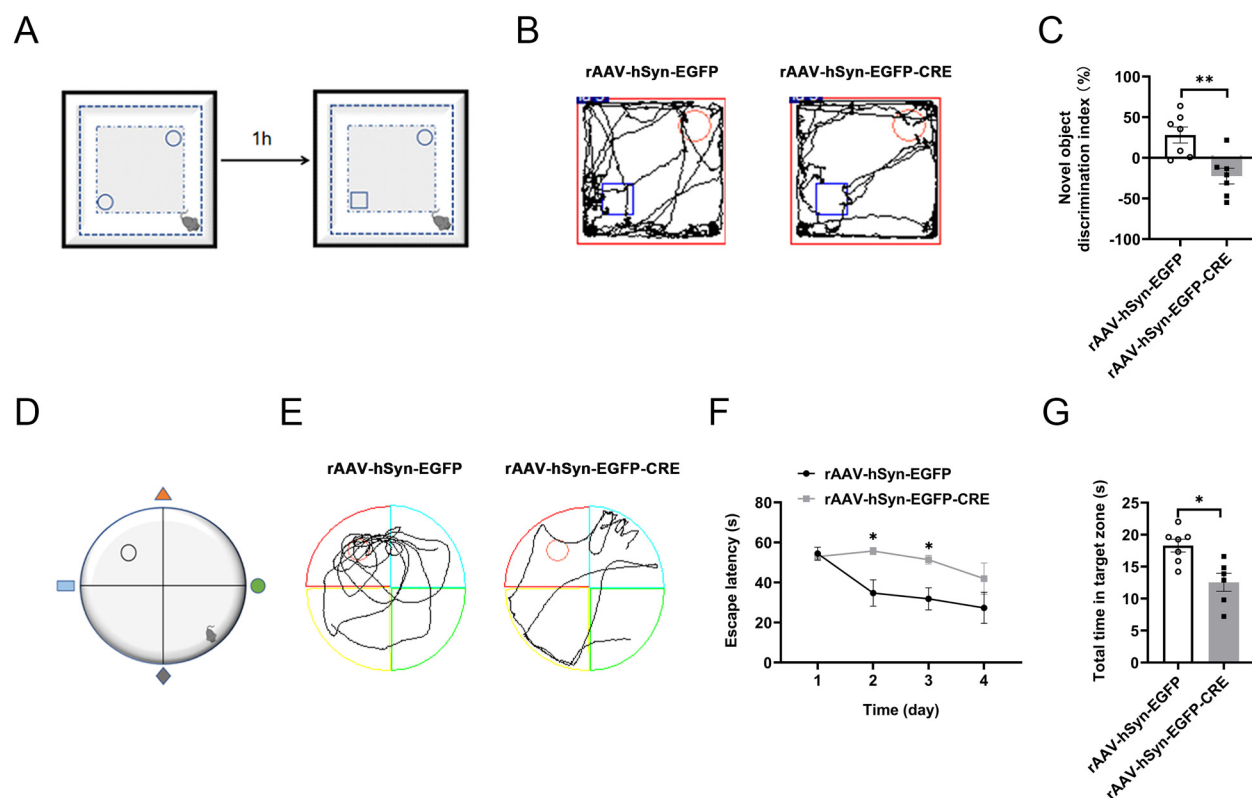 A
1h
B
rAAV-hSyn-EGFP
rAAV-hSyn-EGFP-CRE
C
Novel object
discrimination index (%)
100
50
0
-50
-100
**
rAAV-hSyn-EGFP
rAAV-hSyn-EGFP-CRE
D
E
rAAV-hSyn-EGFP
rAAV-hSyn-EGFP-CRE
F
rAAV-hSyn-EGFP
rAAV-hSyn-EGFP-CRE
Escape latency (s)
80
60
40
20
0
*
*
1 2 3 4
Time (day)
G
Total time in target zone (s)
25
20
15
10
5
0
*
rAAV-hSyn-EGFP
rAAV-hSyn-EGFP-CRE